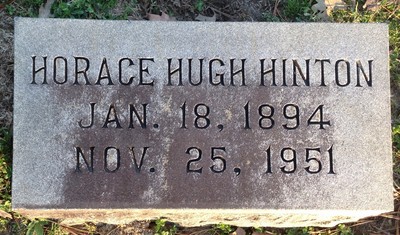 HORACE HUGH HINTON
JAN. 18, 1894
NOV. 25, 1951